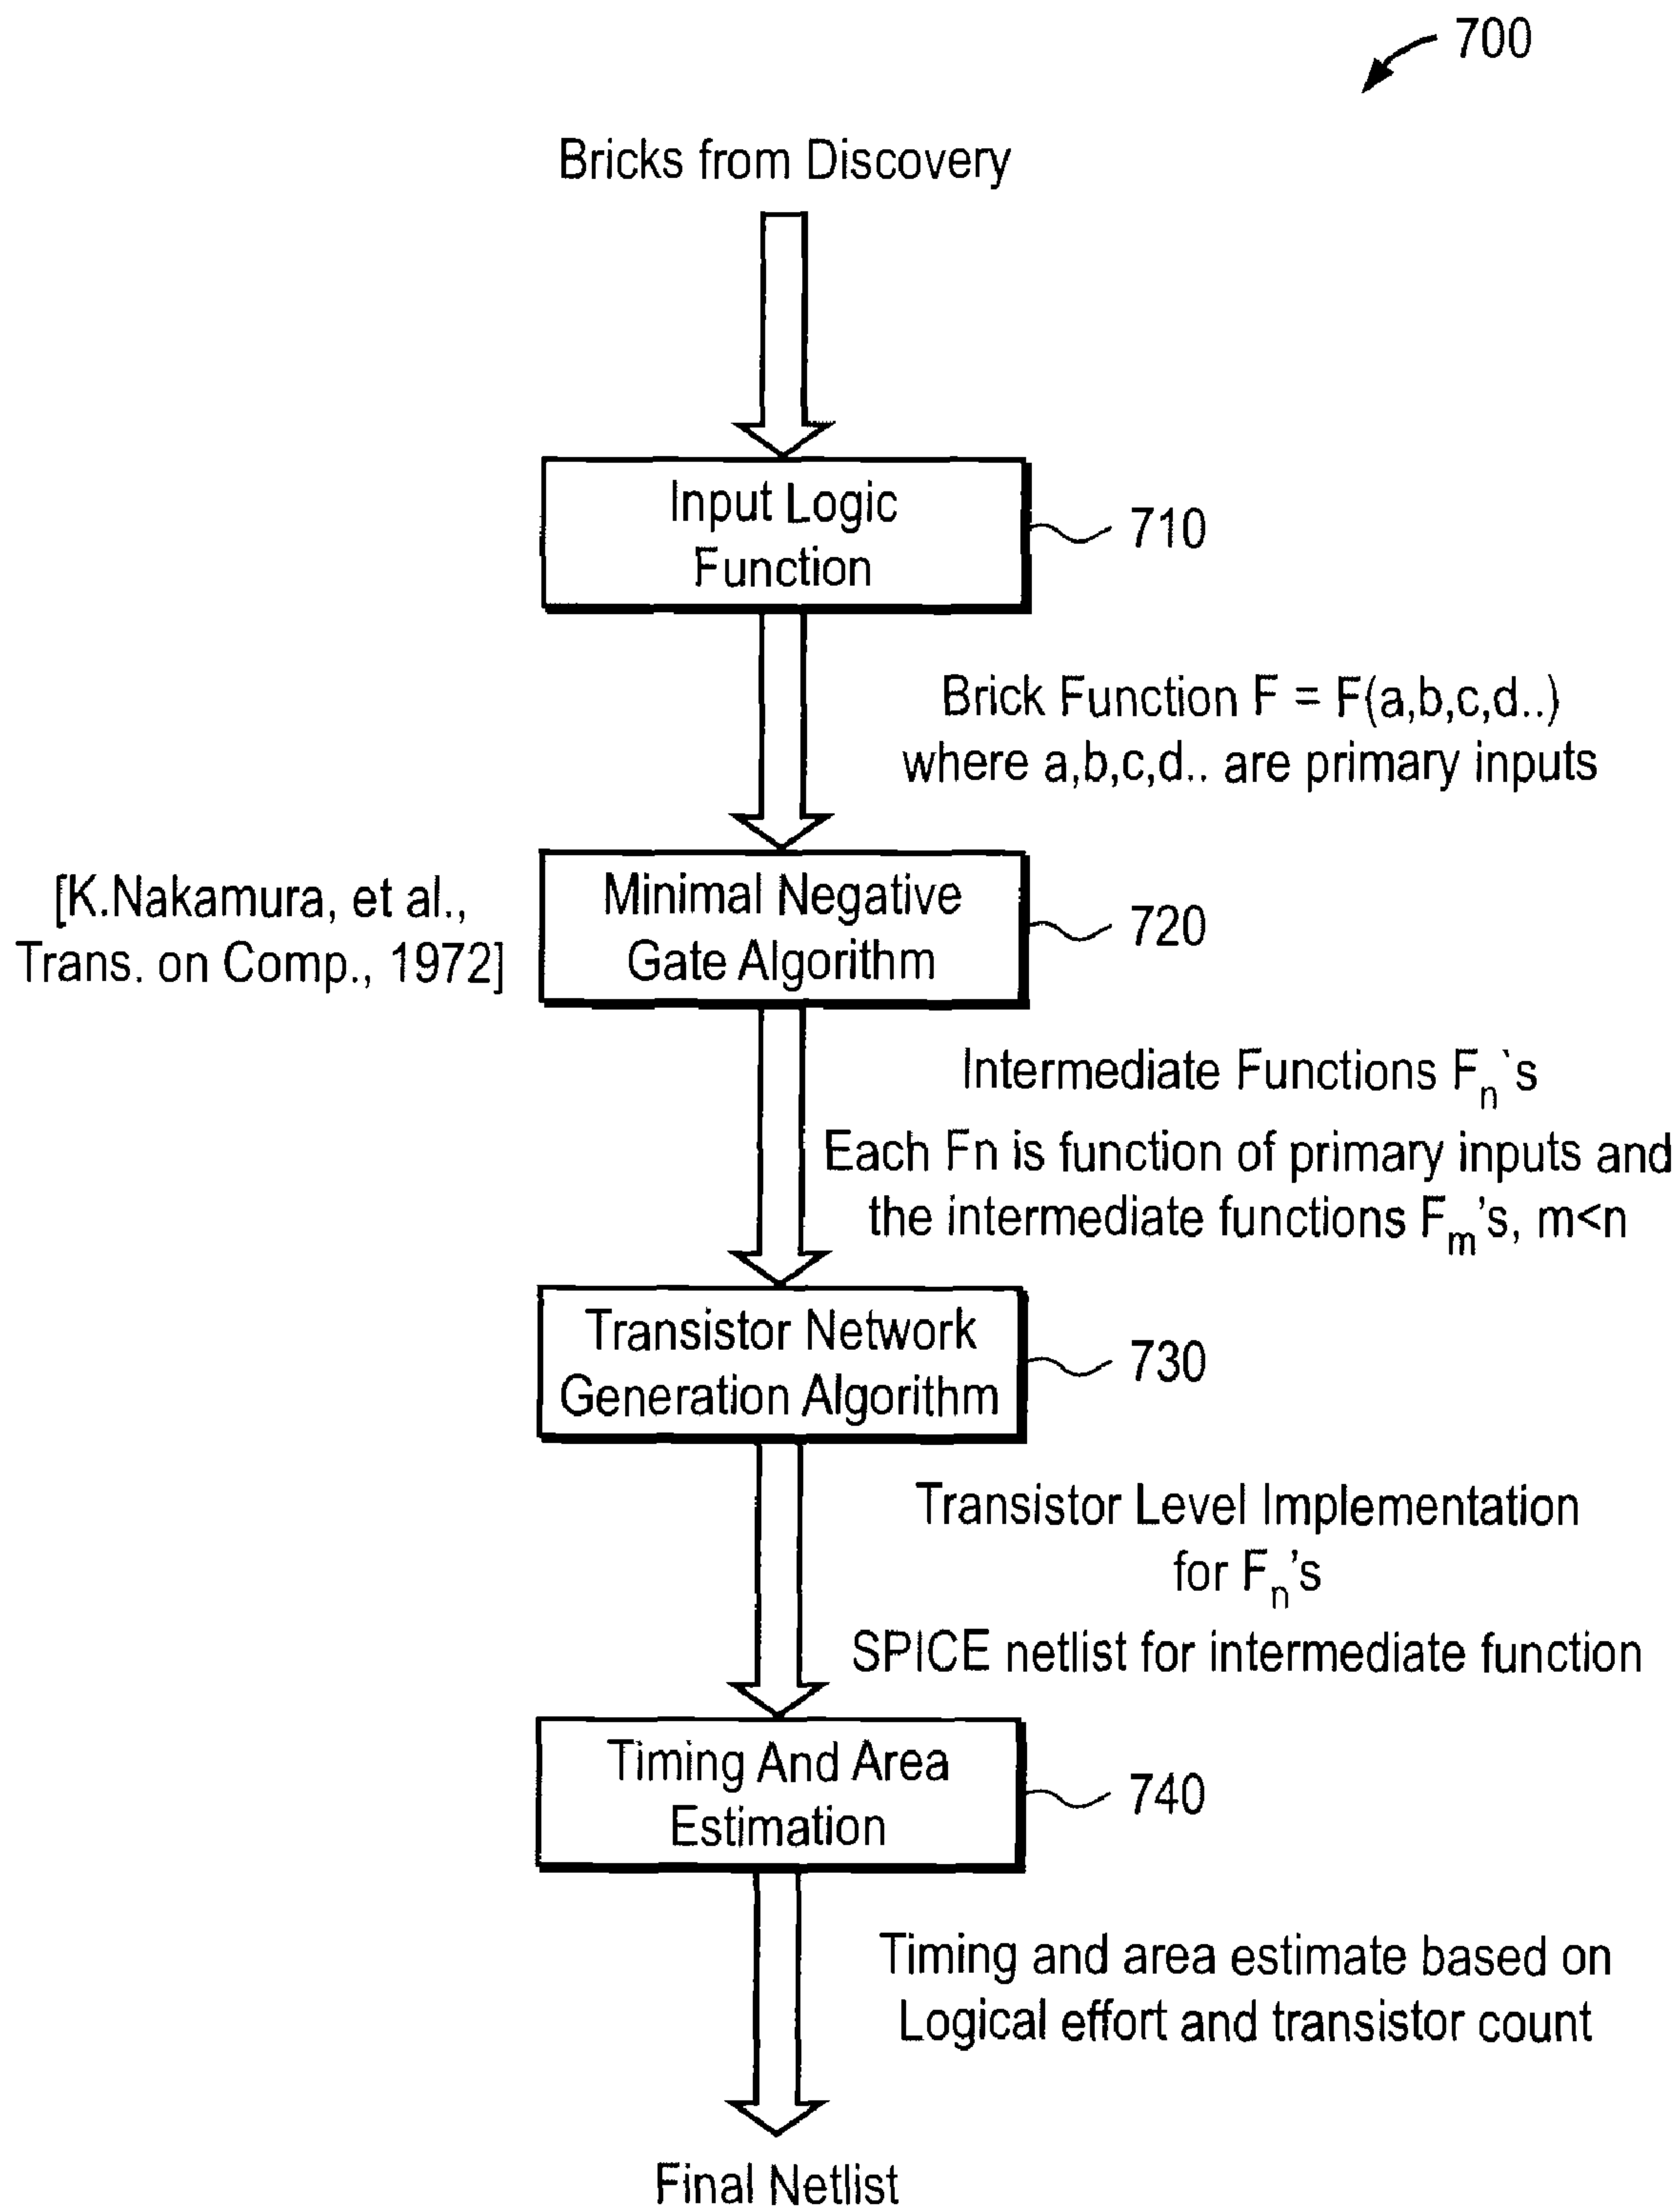 700
Bricks from Discovery
Input Logic
Function
710
Brick Function F = F(a,b,c,d..)
where a,b,c,d.. are primary inputs
[K.Nakamura, et al.,
Trans. on Comp., 1972]
Minimal Negative
Gate Algorithm
720
Intermediate Functions Fn`s
Each Fn is function of primary inputs and
the intermediate functions Fm's, m<n
Transistor Network
Generation Algorithm
730
Transistor Level Implementation
for Fn's
SPICE netlist for intermediate function
Timing And Area
Estimation
740
Timing and area estimate based on
Logical effort and transistor count
Final Netlist